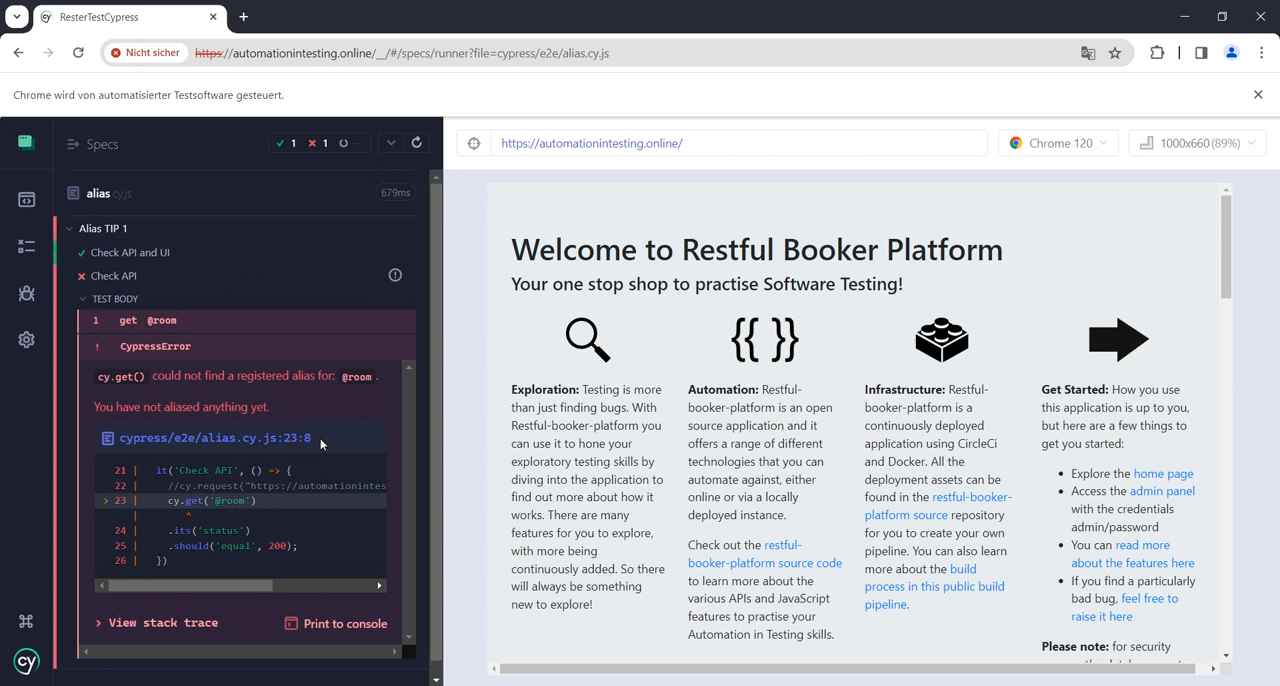 ResterTestCypress
Nicht sicher
https://automationintesting.online/__/#/specs/runner?file=cypress/e2e/alias.cy.js
Chrome wird von automatisierter Testsoftware gesteuert.
Specs
1
1
--
https://automationintesting.online/
Chrome 120
1000x660 (89%)
alias cy.js
679ms
Alias TIP 1
Check API and UI
Check API
TEST BODY
1 get @room
! CypressError
cy.get() could not find a registered alias for: @room .
You have not aliased anything yet.
cypress/e2e/alias.cy.js:23:8
21 | it('Check API', () => {
22 | //cy.request("https://automationintes
> 23 | cy.get('@room')
| ^
24 | .its('status')
25 | .should('equal', 200);
26 | })
View stack trace
Print to console
cy
Welcome to Restful Booker Platform
Your one stop shop to practise Software Testing!
Exploration: Testing is more
than just finding bugs. With
Restful-booker-platform you
can use it to hone your
exploratory testing skills by
diving into the application to
find out more about how it
works. There are many
features for you to explore,
with more being
continuously added. So there
will always be something
new to explore!
Automation: Restful-
booker-platform is an open
source application and it
offers a range of different
technologies that you can
automate against, either
online or via a locally
deployed instance.
Check out the restful-
booker-platform source code
to learn more about the
various APIs and JavaScript
features to practise your
Automation in Testing skills.
Infrastructure: Restful-
booker-platform is a
continuously deployed
application using CircleCi
and Docker. All the
deployment assets can be
found in the restful-booker-
platform source repository
for you to create your own
pipeline. You can also learn
more about the build
process in this public build
pipeline.
Get Started: How you use
this application is up to you,
but here are a few things to
get you started:
Explore the home page
Access the admin panel
with the credentials
admin/password
You can read more
about the features here
If you find a particularly
bad bug, feel free to
raise it here
Please note: for security